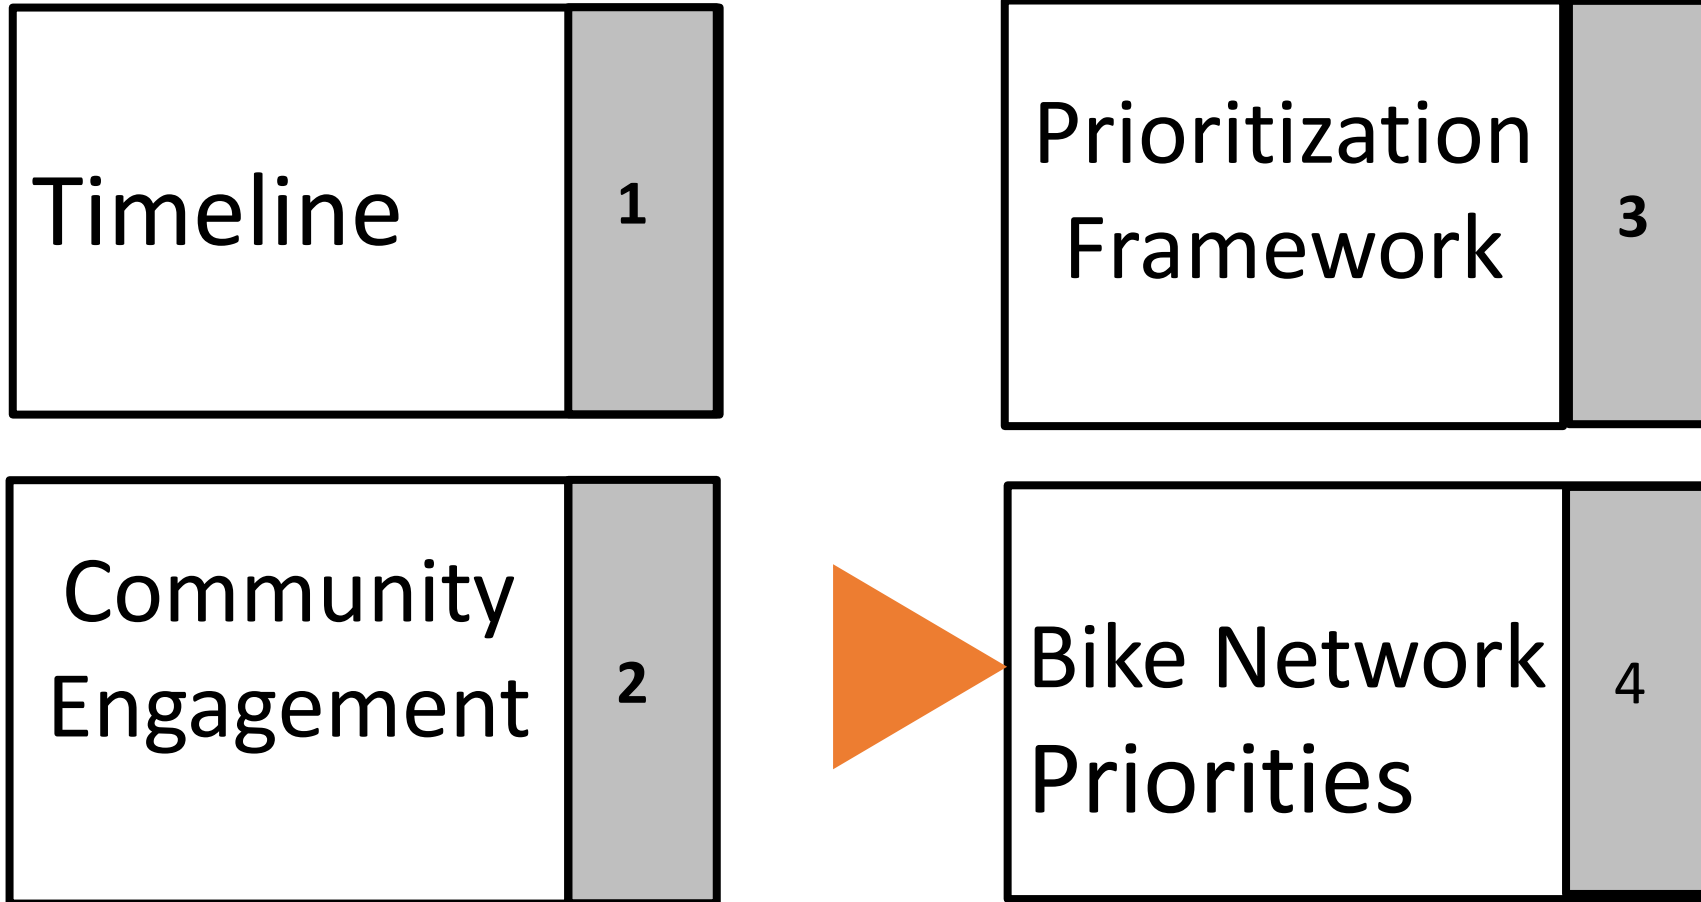 Timeline
1
Community
Engagement
2
Prioritization
Framework
3
Bike Network
Priorities
4